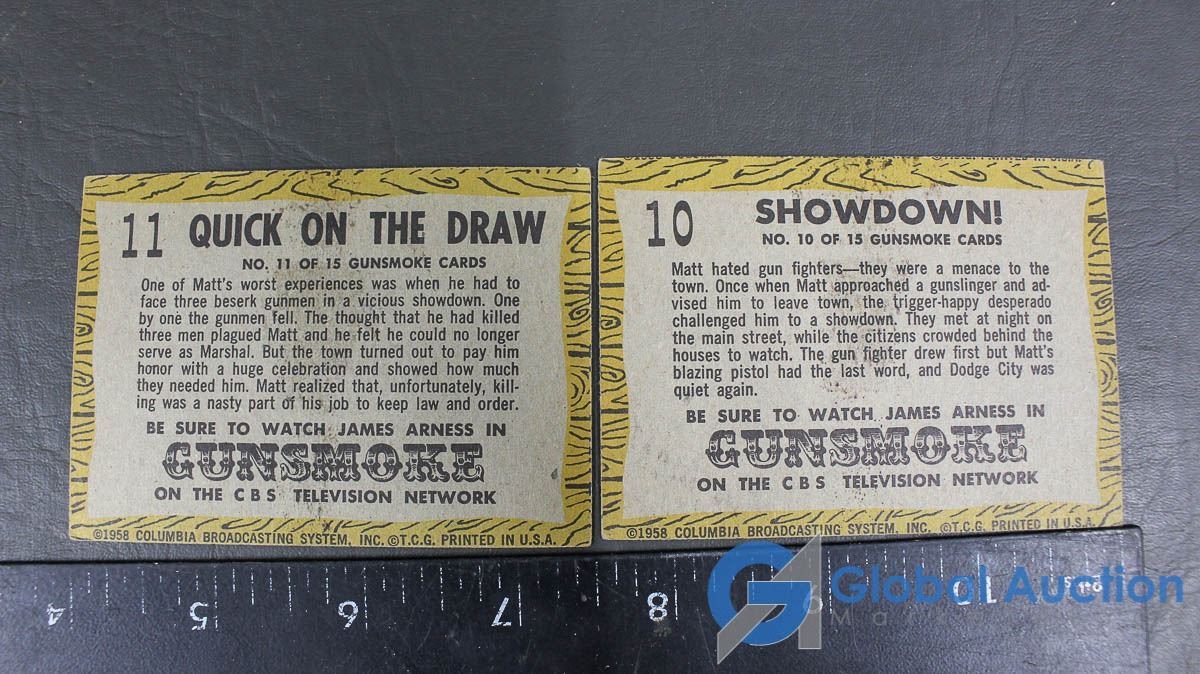 11 QUICK ON THE DRAW
NO. 11 OF 15 GUNSMOKE CARDS
One of Matt's worst experiences was when he had to
face three beserk gunmen in a vicious showdown. One
by one the gunmen fell. The thought that he had killed
three men plagued Matt and he felt he could no longer
serve as Marshal. But the town turned out to pay him
honor with a huge celebration and showed how much
they needed him. Matt realized that, unfortunately, kill-
ing was a nasty part of his job to keep law and order.
BE SURE TO WATCH JAMES ARNESS IN
GUNSMOKE
ON THE CBS TELEVISION NETWORK
©1958 COLUMBIA BROADCASTING SYSTEM, INC. ©T.C.G. PRINTED IN U.S.A.
10 SHOWDOWN!
NO. 10 OF 15 GUNSMOKE CARDS
Matt hated gun fighters—they were a menace to the
town. Once when Matt approached a gunslinger and ad-
vised him to leave town, the trigger-happy desperado
challenged him to a showdown. They met at night on
the main street, while the citizens crowded behind the
houses to watch. The gun fighter drew first but Matt's
blazing pistol had the last word, and Dodge City was
quiet again.
BE SURE TO WATCH JAMES ARNESS IN
GUNSMOKE
ON THE CBS TELEVISION NETWORK
©1958 COLUMBIA BROADCASTING SYSTEM, INC. ©T.C.G. PRINTED IN U.S.A.
4 5 6 7 8 9 10
Global Auction